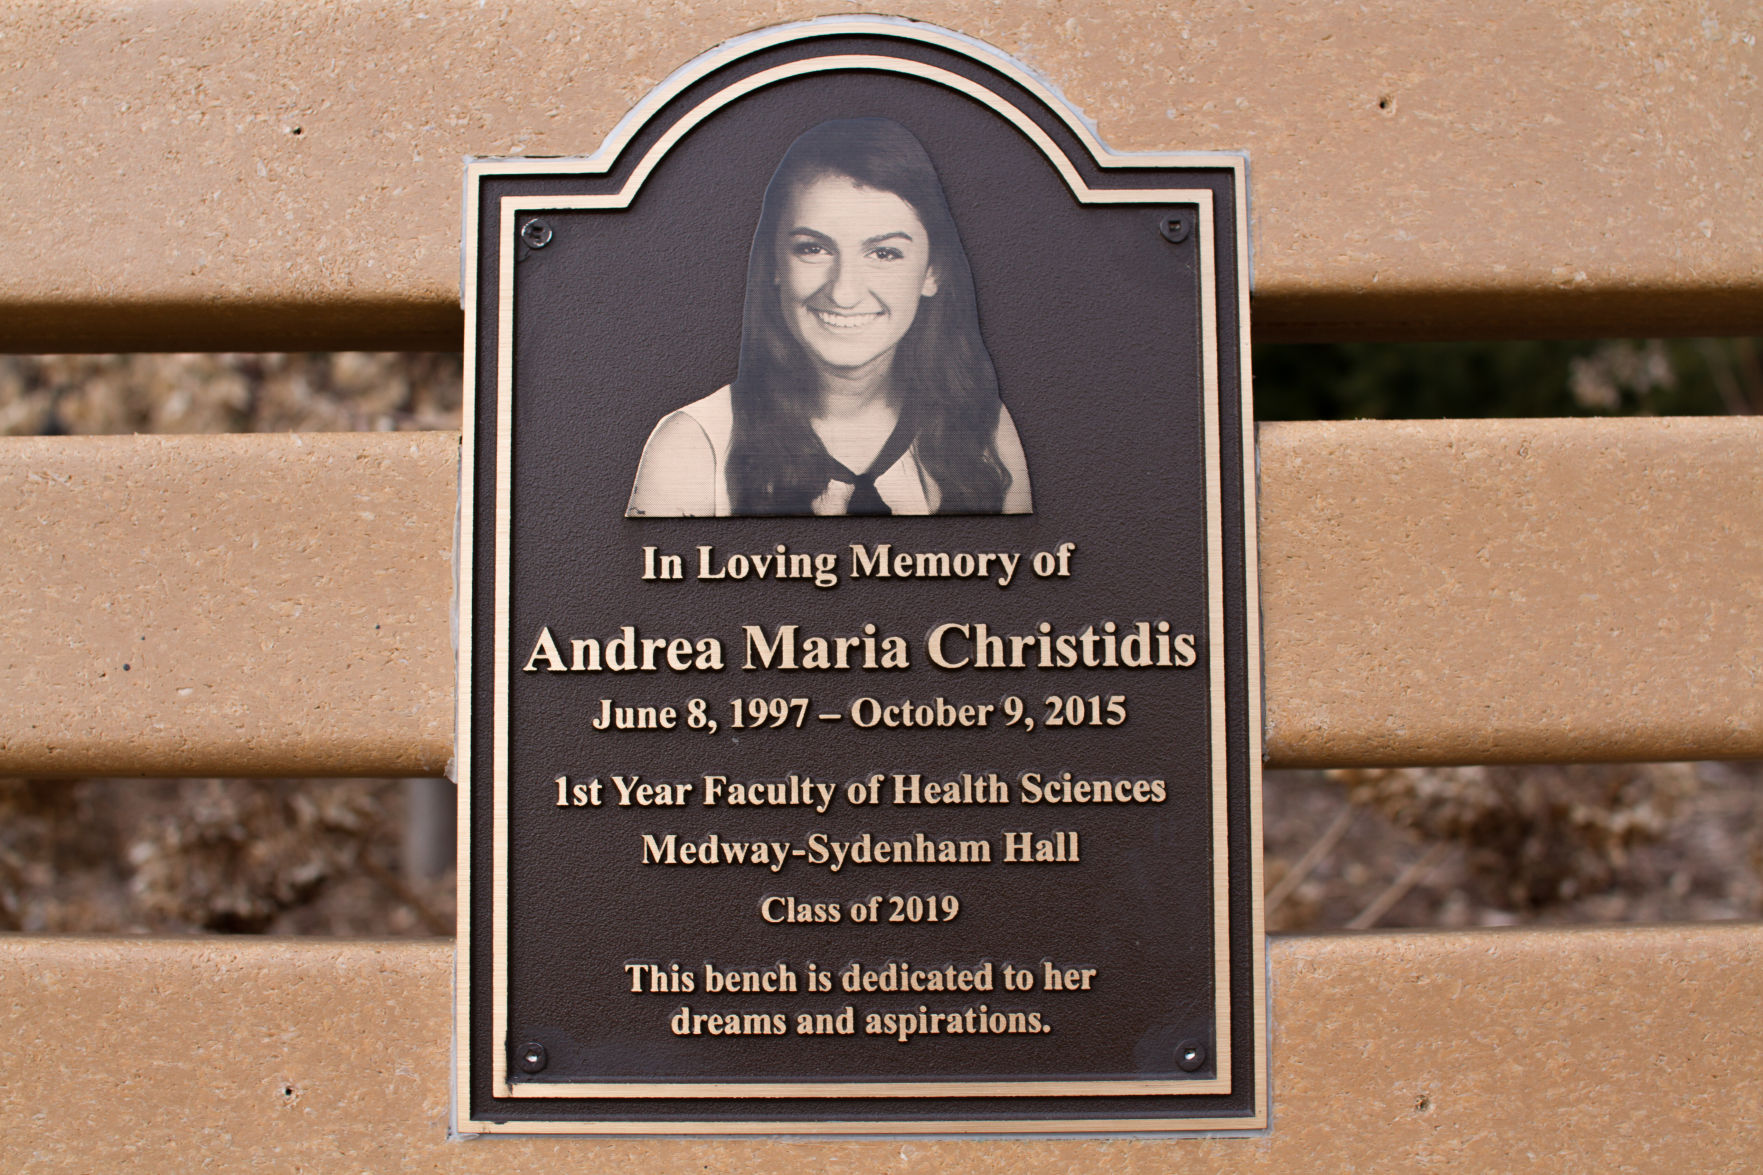 In Loving Memory of
Andrea Maria Christidis
June 8, 1997 – October 9, 2015
1st Year Faculty of Health Sciences
Medway-Sydenham Hall
Class of 2019
This bench is dedicated to her
dreams and aspirations.